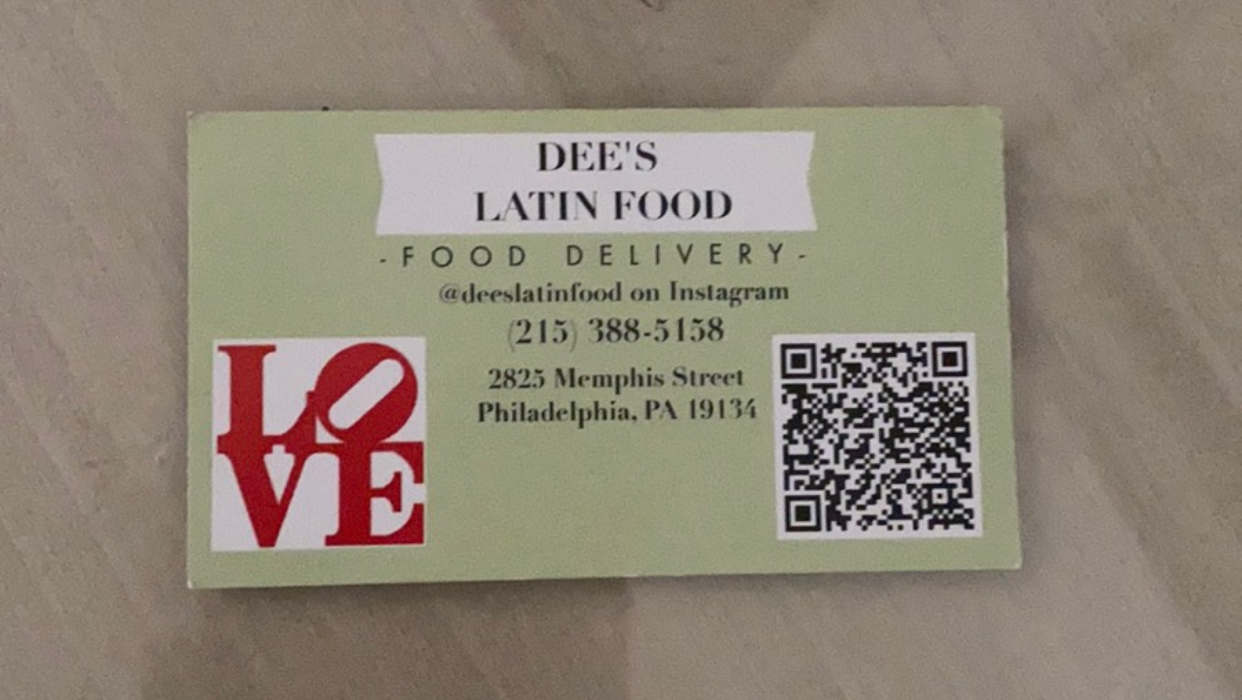 DEE'S
LATIN FOOD
-FOOD DELIVERY-
@deeslatinfood on Instagram
(215) 388-5158
2825 Memphis Street
Philadelphia, PA 19134
LO
VE